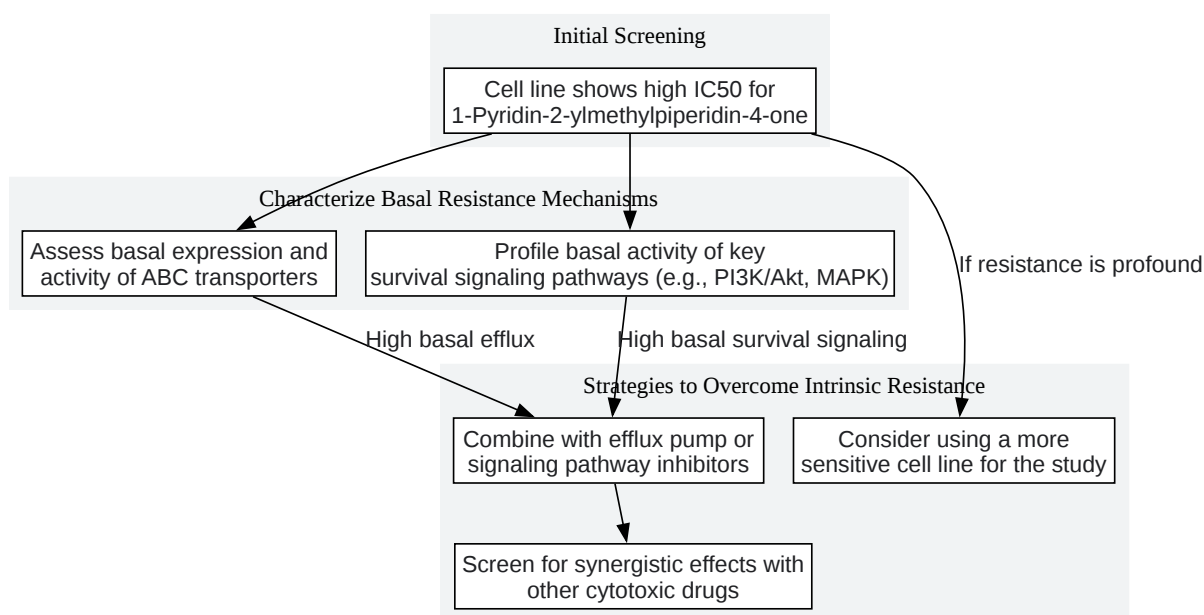 Initial Screening
Cell line shows high IC50 for
1-Pyridin-2-ylmethylpiperidin-4-one
Characterize Basal Resistance Mechanisms
Assess basal expression and
activity of ABC transporters
Profile basal activity of key
survival signaling pathways (e.g., PI3K/Akt, MAPK)
If resistance is profound
High basal efflux
High basal survival signaling
Strategies to Overcome Intrinsic Resistance
Combine with efflux pump or
signaling pathway inhibitors
Consider using a more
sensitive cell line for the study
Screen for synergistic effects with
other cytotoxic drugs